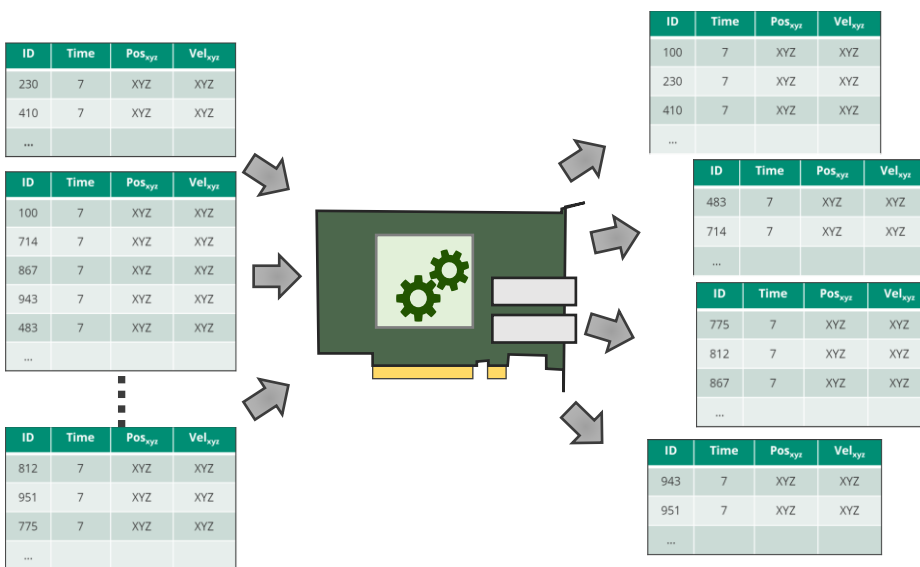 ID Time Posxyz Velxyz
230 7 XYZ XYZ
410 7 XYZ XYZ
...
ID Time Posxyz Velxyz
100 7 XYZ XYZ
714 7 XYZ XYZ
867 7 XYZ XYZ
943 7 XYZ XYZ
483 7 XYZ XYZ
...
ID Time Posxyz Velxyz
812 7 XYZ XYZ
951 7 XYZ XYZ
775 7 XYZ XYZ
...
ID Time Posxyz Velxyz
100 7 XYZ XYZ
230 7 XYZ XYZ
410 7 XYZ XYZ
...
ID Time Posxyz Velxyz
483 7 XYZ XYZ
714 7 XYZ XYZ
...
ID Time Posxyz Velxyz
775 7 XYZ XYZ
812 7 XYZ XYZ
867 7 XYZ XYZ
...
ID Time Posxyz Velxyz
943 7 XYZ XYZ
951 7 XYZ XYZ
...